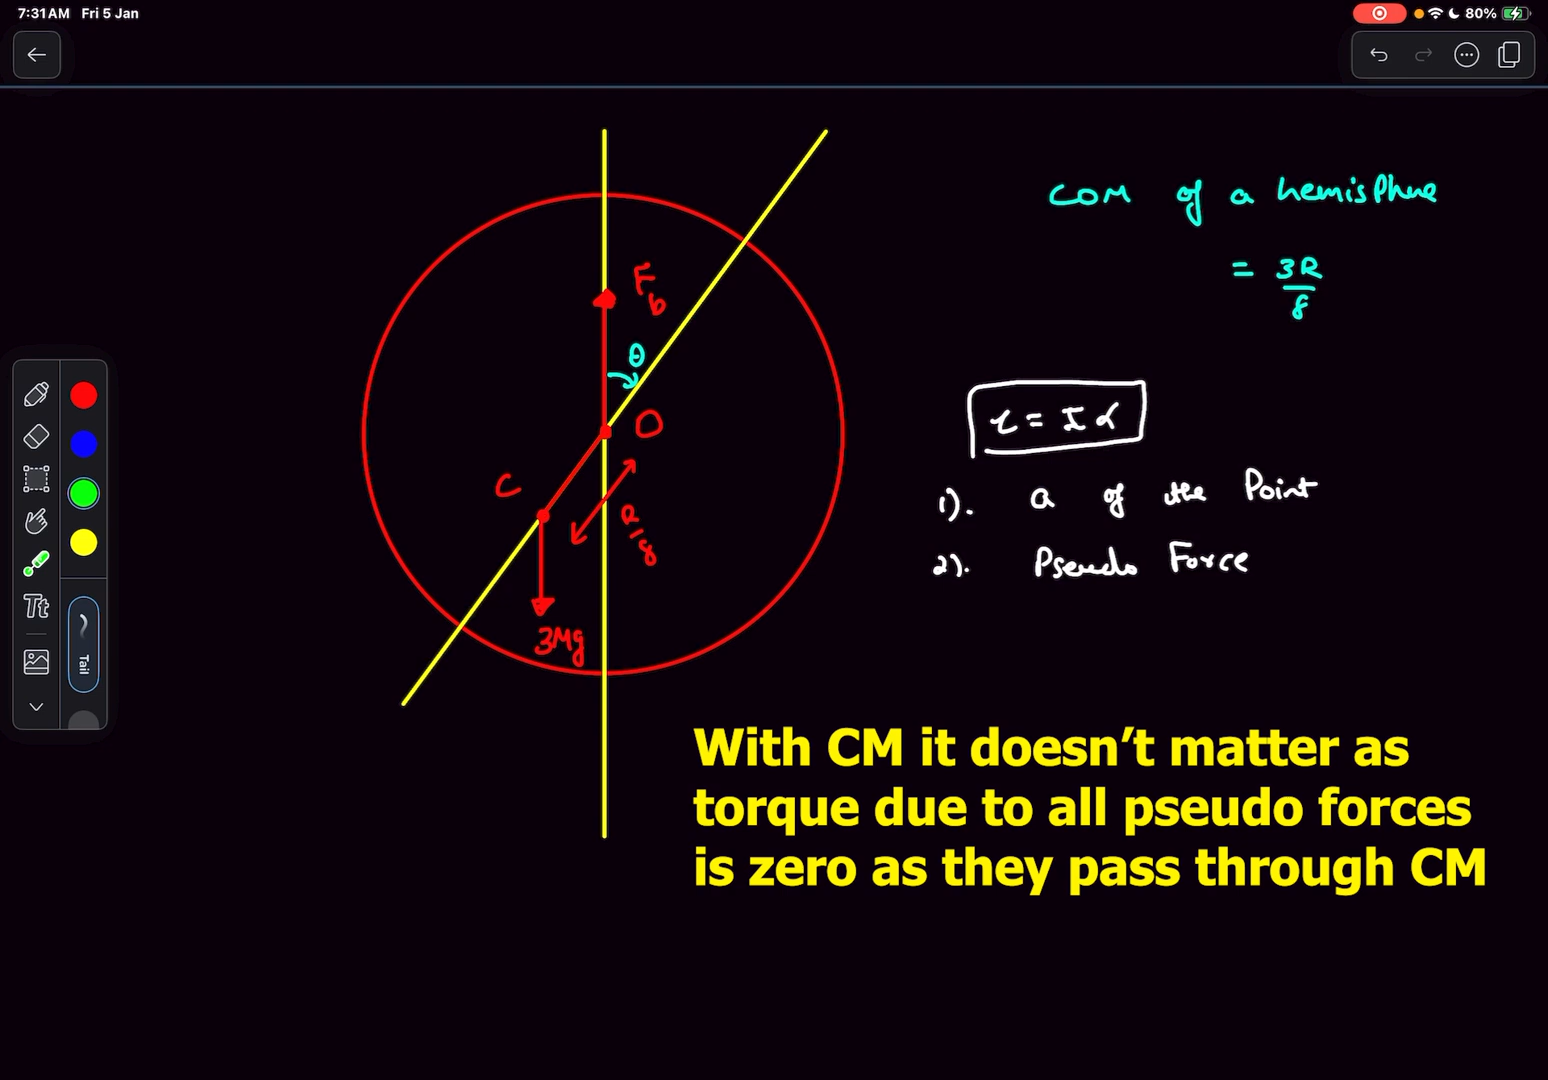 7:31AM Fri 5 Jan
80%
COM of a hemisphere
= 3R/8
F_b
θ
O
C
R/8
3Mg
τ = Iα
1). a of the Point
2). Pseudo Force
Tt
Tail
With CM it doesn’t matter as
torque due to all pseudo forces
is zero as they pass through CM